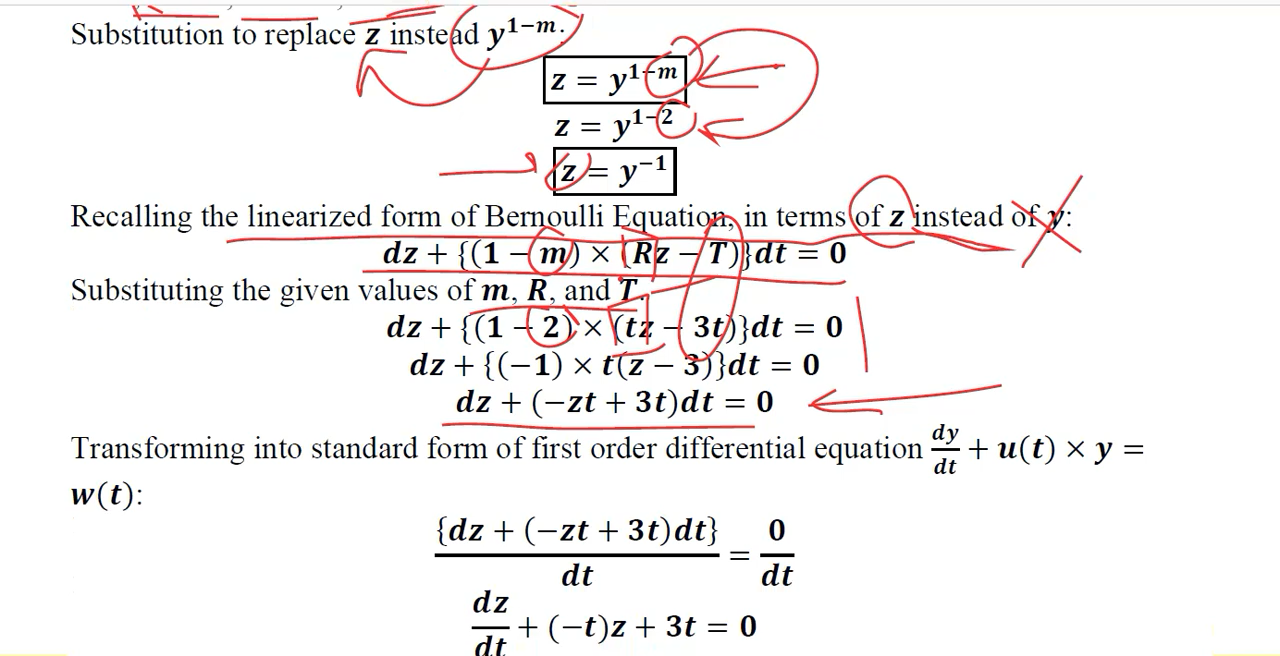 Substitution to replace z instead y^{1−m}.
z = y^{1−m}
z = y^{1−2}
z = y^{−1}
Recalling the linearized form of Bernoulli Equation, in terms of z instead of y:
dz + {(1 − m) × (Rz − T)}dt = 0
Substituting the given values of m, R, and T.
dz + {(1 − 2) × (tz − 3t)}dt = 0
dz + {(−1) × t(z − 3)}dt = 0
dz + (−zt + 3t)dt = 0
Transforming into standard form of first order differential equation dy/dt + u(t) × y =
w(t):
{dz + (−zt + 3t)dt}/dt = 0/dt
dz/dt + (−t)z + 3t = 0